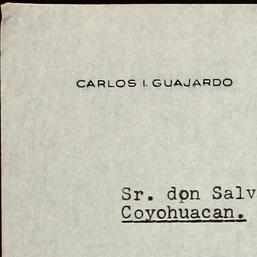 CARLOS I. GUAJARDO
Sr. don Salv
Coyohuacan.